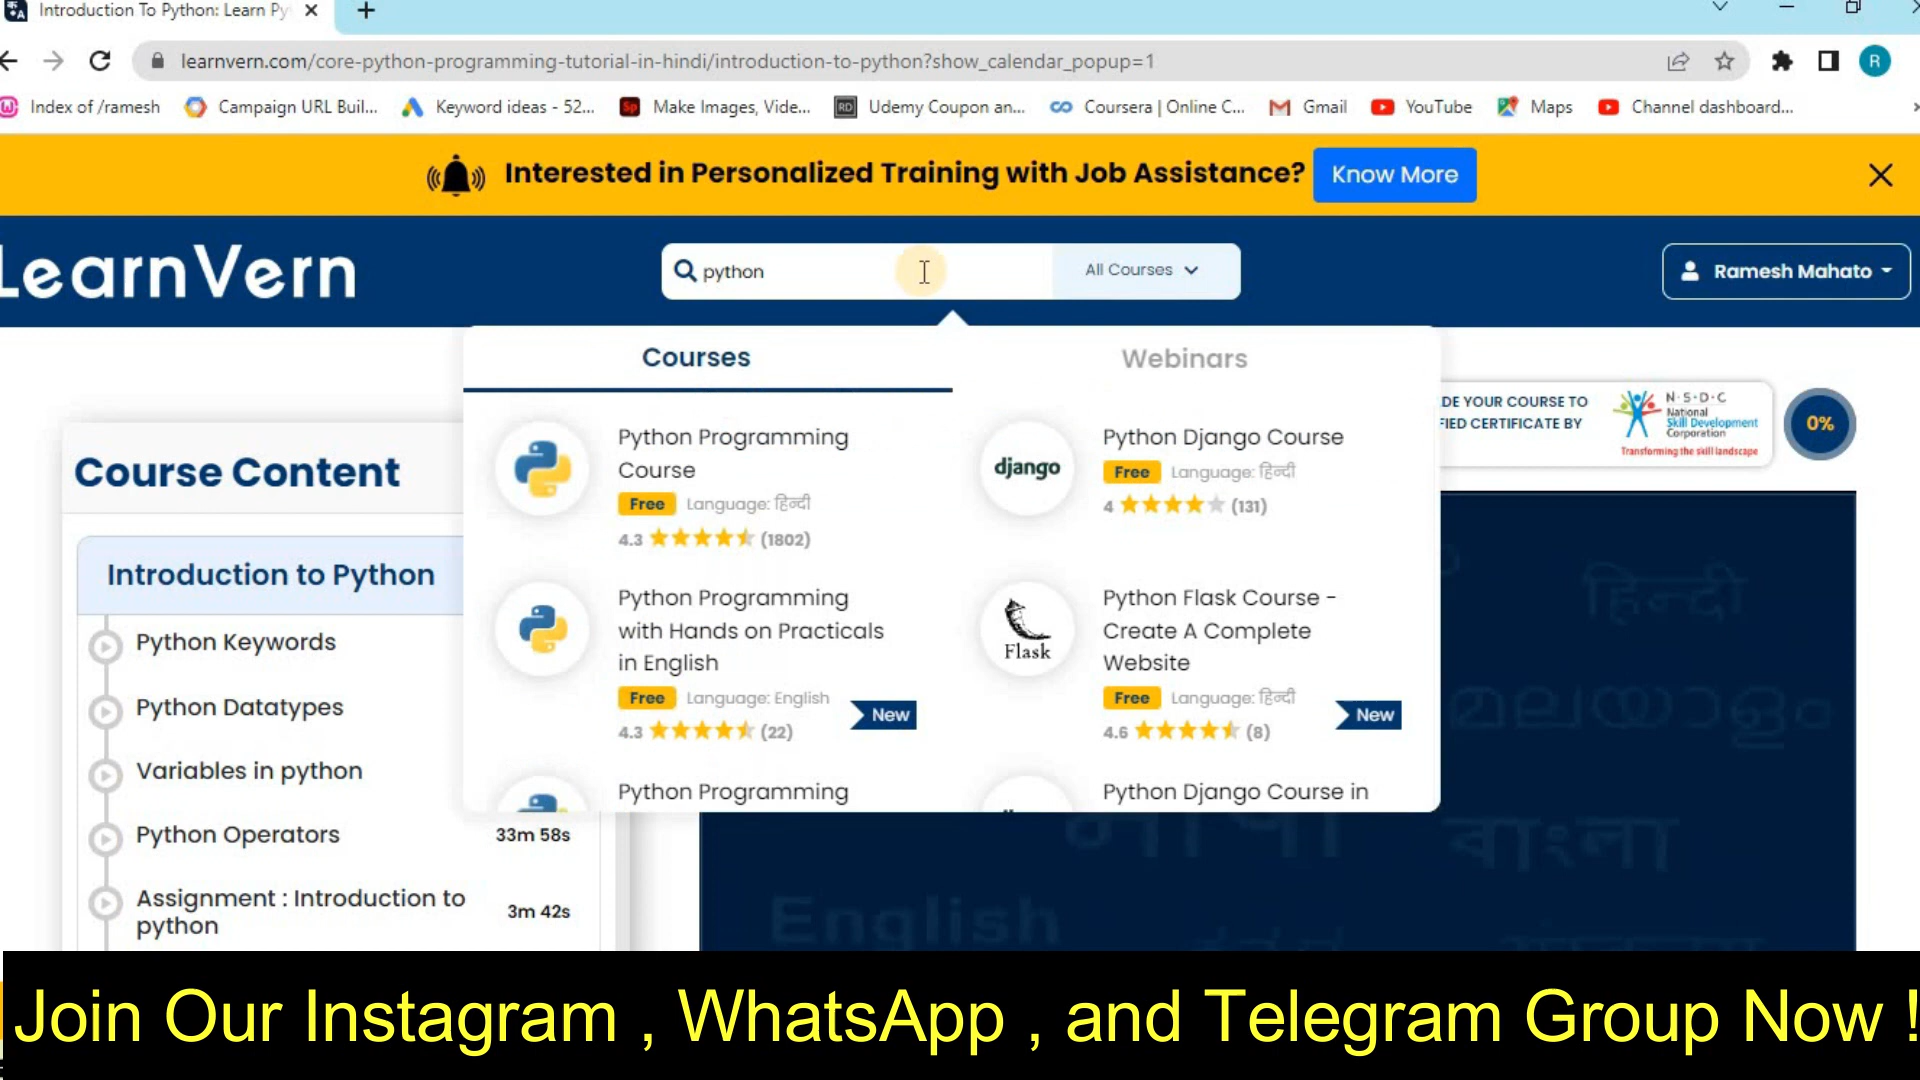 Introduction To Python: Learn Py
learnvern.com/core-python-programming-tutorial-in-hindi/introduction-to-python?show_calendar_popup=1
R
Index of /ramesh
Campaign URL Buil...
Keyword ideas - 52...
Sp
Make Images, Vide...
RD
Udemy Coupon an...
Coursera | Online C...
Gmail
YouTube
Maps
Channel dashboard...
Interested in Personalized Training with Job Assistance?
Know More
LearnVern
python
All Courses
Ramesh Mahato
Courses
Webinars
DE YOUR COURSE TO
FIED CERTIFICATE BY
N·S·D·C
National
Skill Development
Corporation
Transforming the skill landscape
0%
Course Content
Introduction to Python
Python Keywords
Python Datatypes
Variables in python
Python Operators
33m 58s
Assignment : Introduction to
python
3m 42s
Python Programming
Course
Free Language: हिन्दी
4.3 (1802)
django
Python Django Course
Free Language: हिन्दी
4 (131)
Python Programming
with Hands on Practicals
in English
Free Language: English
4.3 (22)
New
Flask
Python Flask Course -
Create A Complete
Website
Free Language: हिन्दी
4.6 (8)
New
Python Programming
Python Django Course in
हिन्दी
മലയാളം
বাংলা
English
Join Our Instagram , WhatsApp , and Telegram Group Now !